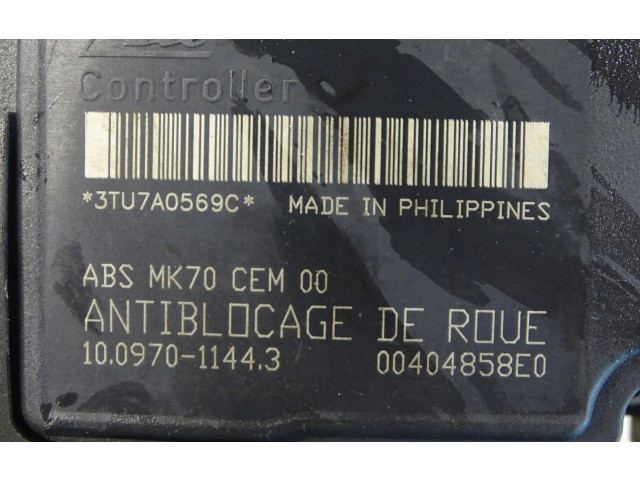 Controller
*3TU7A0569C* MADE IN PHILIPPINES
ABS MK70 CEM 00
ANTIBLOCAGE DE ROUE
10.0970-1144.3 00404858E0